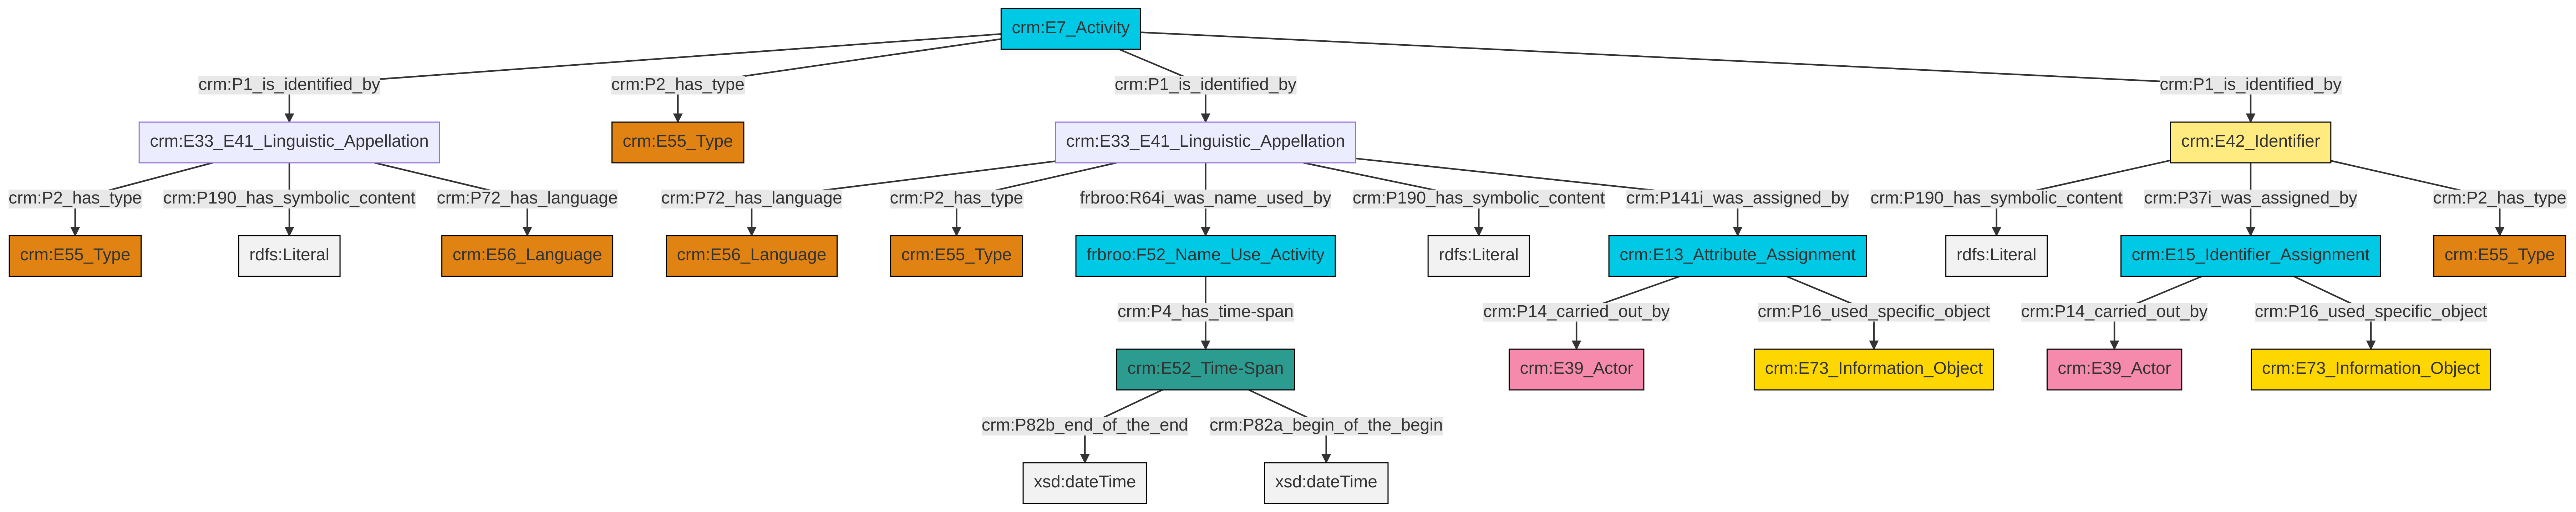 crm:E7_Activity
crm:P1_is_identified_by
crm:P2_has_type
crm:P1_is_identified_by
crm:P1_is_identified_by
crm:E33_E41_Linguistic_Appellation
crm:E55_Type
crm:E33_E41_Linguistic_Appellation
crm:E42_Identifier
crm:P2_has_type
crm:P190_has_symbolic_content
crm:P72_has_language
crm:P72_has_language
crm:P2_has_type
frbroo:R64i_was_name_used_by
crm:P190_has_symbolic_content
crm:P141i_was_assigned_by
crm:P190_has_symbolic_content
crm:P37i_was_assigned_by
crm:P2_has_type
crm:E55_Type
rdfs:Literal
crm:E56_Language
crm:E56_Language
crm:E55_Type
frbroo:F52_Name_Use_Activity
rdfs:Literal
crm:E13_Attribute_Assignment
rdfs:Literal
crm:E15_Identifier_Assignment
crm:E55_Type
crm:P4_has_time-span
crm:P14_carried_out_by
crm:P16_used_specific_object
crm:P14_carried_out_by
crm:P16_used_specific_object
crm:E52_Time-Span
crm:E39_Actor
crm:E73_Information_Object
crm:E39_Actor
crm:E73_Information_Object
crm:P82b_end_of_the_end
crm:P82a_begin_of_the_begin
xsd:dateTime
xsd:dateTime